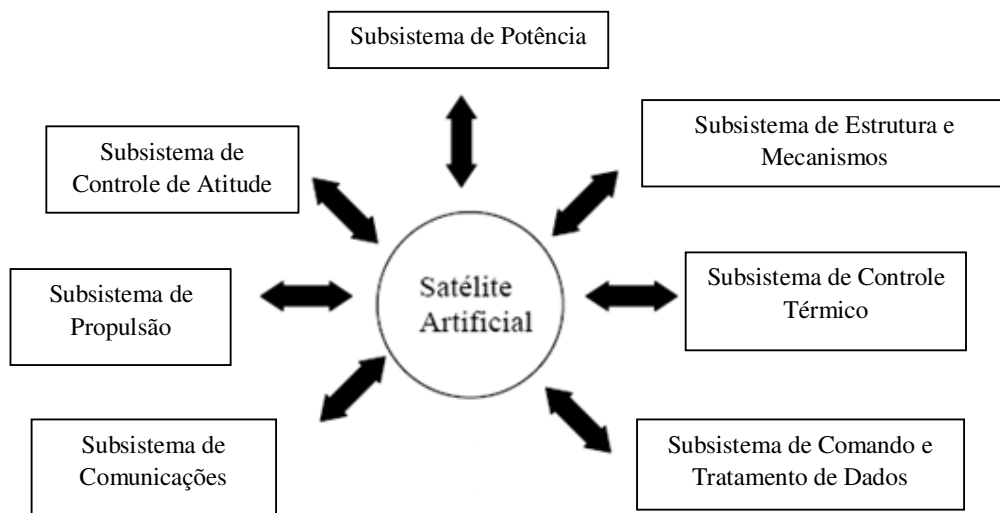 Subsistema de Potência
Subsistema de Estrutura e
Mecanismos
Subsistema de
Controle de Atitude
Subsistema de
Propulsão
Satélite
Artificial
Subsistema de Controle
Térmico
Subsistema de
Comunicações
Subsistema de Comando e
Tratamento de Dados